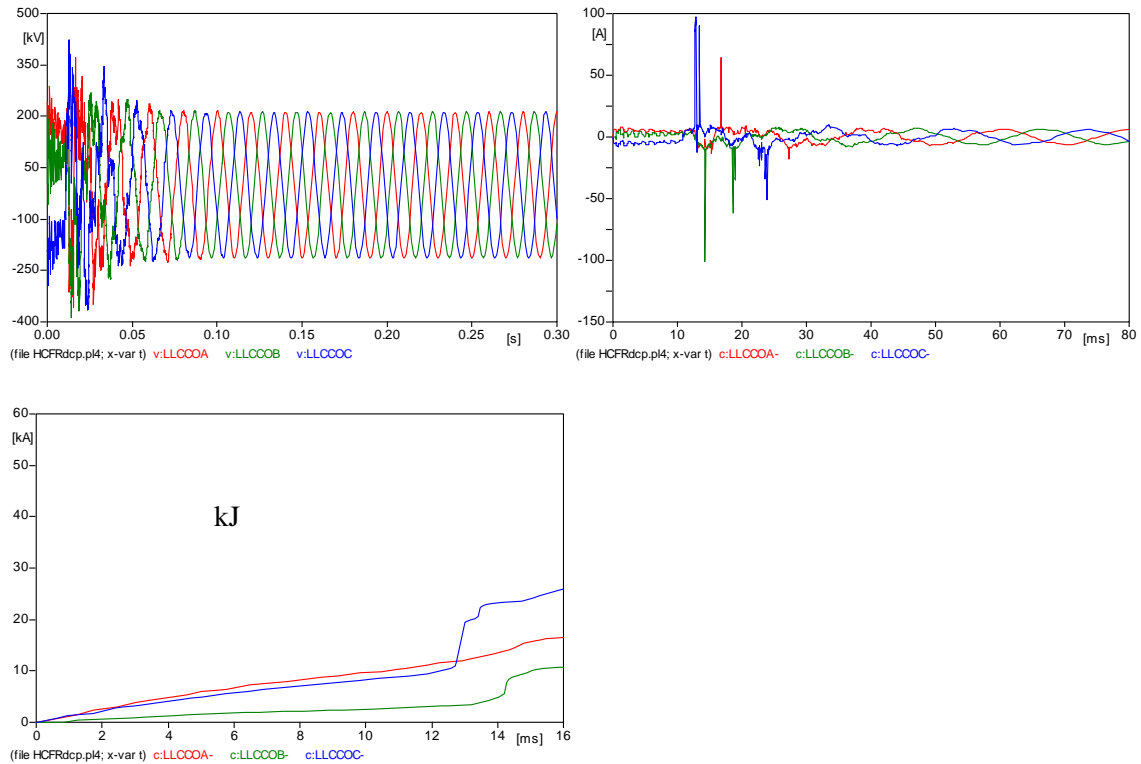 500
[kV]
350
200
50
-100
-250
-400
0.00 0.05 0.10 0.15 0.20 0.25 [s] 0.30
(file HCFRdcp.pl4; x-var t) v:LLCCOA v:LLCCOB v:LLCCOC
100
[A]
50
0
-50
-100
-150
0 10 20 30 40 50 60 70 [ms] 80
(file HCFRdcp.pl4; x-var t) c:LLCCOA- c:LLCCOB- c:LLCCOC-
60
[kA]
50
40
kJ
30
20
10
0
0 2 4 6 8 10 12 14 [ms] 16
(file HCFRdcp.pl4; x-var t) c:LLCCOA- c:LLCCOB- c:LLCCOC-